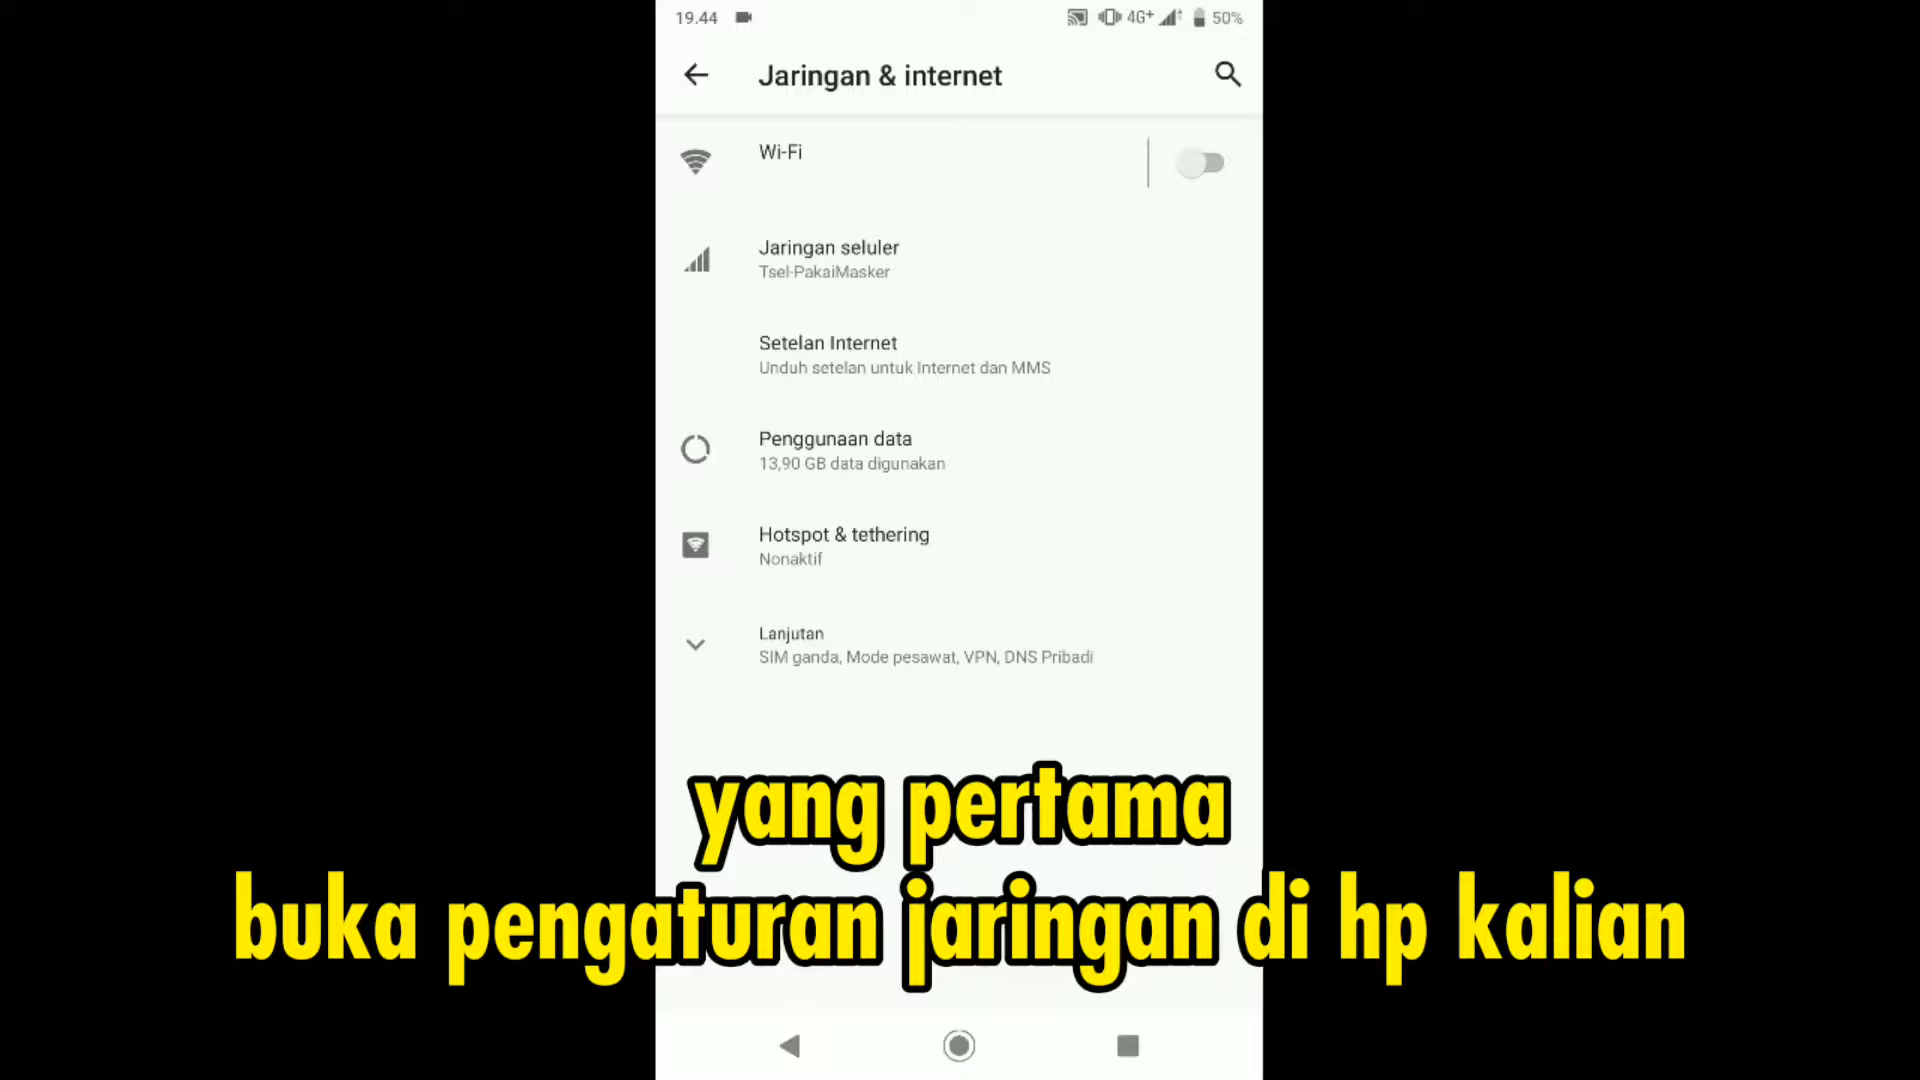 19.44
4G+
50%
Jaringan & internet
Wi-Fi
Jaringan seluler
Tsel-PakaiMasker
Setelan Internet
Unduh setelan untuk Internet dan MMS
Penggunaan data
13,90 GB data digunakan
Hotspot & tethering
Nonaktif
Lanjutan
SIM ganda, Mode pesawat, VPN, DNS Pribadi
yang pertama
buka pengaturan jaringan di hp kalian